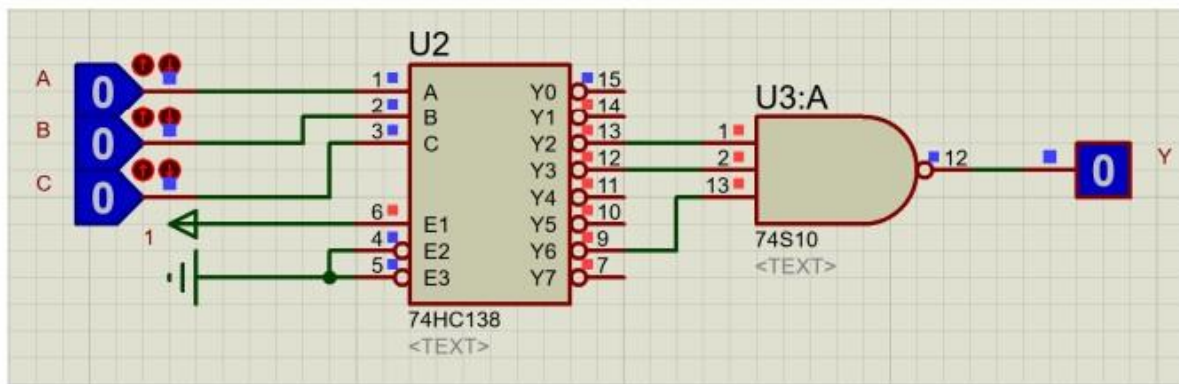 U2
A
0
B
0
C
0
1
1
2
3
6
4
5
A
B
C
E1
E2
E3
Y0
Y1
Y2
Y3
Y4
Y5
Y6
Y7
15
14
13
12
11
10
9
7
74HC138
<TEXT>
U3:A
1
2
13
12
74S10
<TEXT>
0
Y